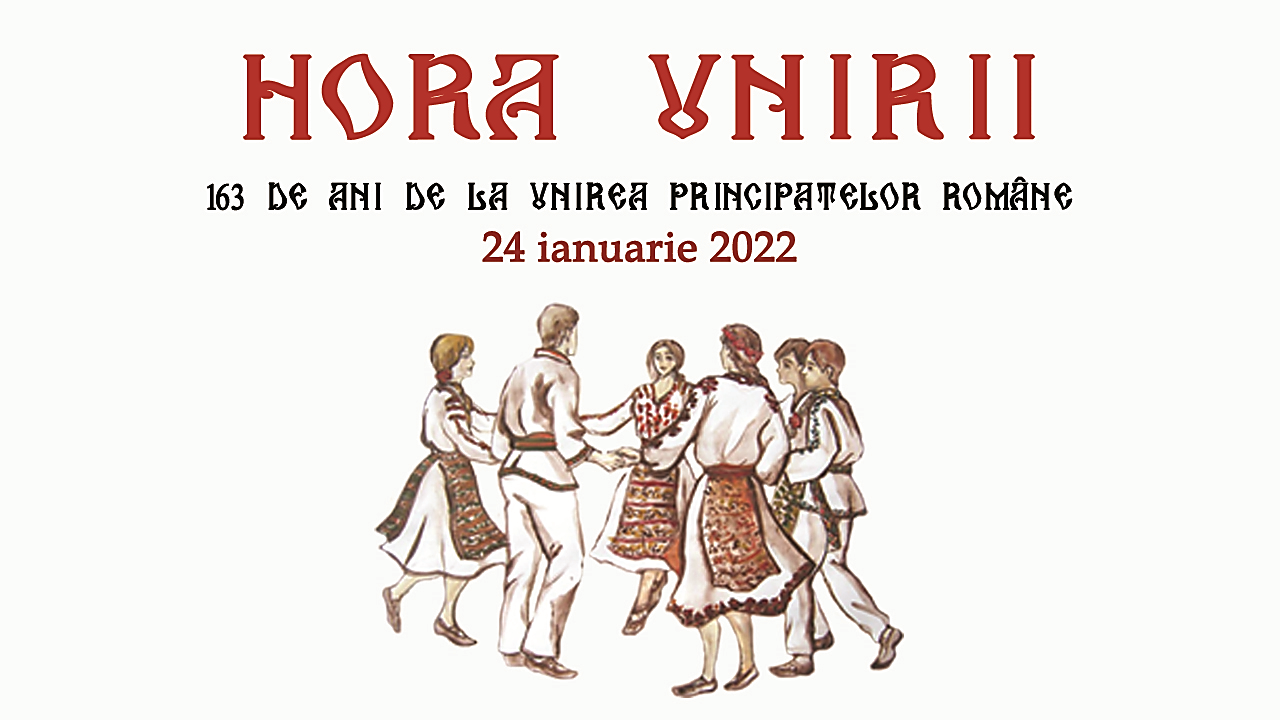 HORA UNIRII
163 DE ANI DE LA UNIREA PRINCIPATELOR ROMÂNE
24 ianuarie 2022